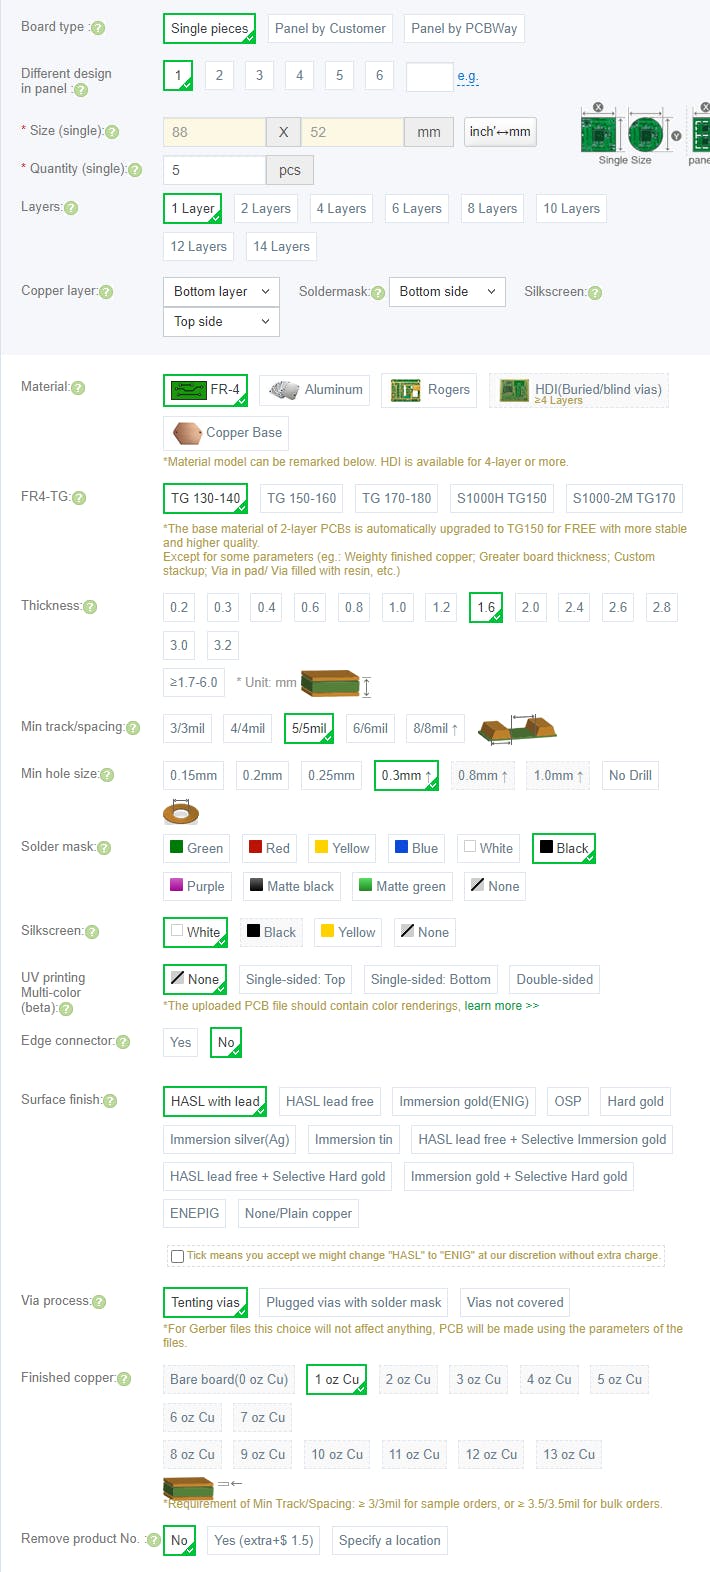 Board type :? Single pieces Panel by Customer Panel by PCBWay
Different design
in panel :? 1 2 3 4 5 6 e.g.
* Size (single):? 88 X 52 mm inch'↔mm
X X Y
Single Size pane
* Quantity (single):? 5 pcs
Layers:? 1 Layer 2 Layers 4 Layers 6 Layers 8 Layers 10 Layers
12 Layers 14 Layers
Copper layer:? Bottom layer Soldermask:? Bottom side Silkscreen:?
Top side
Material:? FR-4 Aluminum Rogers HDI(Buried/blind vias)
≥4 Layers
Copper Base
*Material model can be remarked below. HDI is available for 4-layer or more.
FR4-TG:? TG 130-140 TG 150-160 TG 170-180 S1000H TG150 S1000-2M TG170
*The base material of 2-layer PCBs is automatically upgraded to TG150 for FREE with more stable
and higher quality.
Except for some parameters (eg.: Weighty finished copper; Greater board thickness; Custom
stackup; Via in pad/ Via filled with resin, etc.)
Thickness:? 0.2 0.3 0.4 0.6 0.8 1.0 1.2 1.6 2.0 2.4 2.6 2.8
3.0 3.2
≥1.7-6.0 * Unit: mm
Min track/spacing:? 3/3mil 4/4mil 5/5mil 6/6mil 8/8mil ↑
Min hole size:? 0.15mm 0.2mm 0.25mm 0.3mm ↑ 0.8mm ↑ 1.0mm ↑ No Drill
Solder mask:? Green Red Yellow Blue White Black
Purple Matte black Matte green None
Silkscreen:? White Black Yellow None
UV printing
Multi-color
(beta):? None Single-sided: Top Single-sided: Bottom Double-sided
*The uploaded PCB file should contain color renderings, learn more >>
Edge connector:? Yes No
Surface finish:? HASL with lead HASL lead free Immersion gold(ENIG) OSP Hard gold
Immersion silver(Ag) Immersion tin HASL lead free + Selective Immersion gold
HASL lead free + Selective Hard gold Immersion gold + Selective Hard gold
ENEPIG None/Plain copper
Tick means you accept we might change "HASL" to "ENIG" at our discretion without extra charge.
Via process:? Tenting vias Plugged vias with solder mask Vias not covered
*For Gerber files this choice will not affect anything, PCB will be made using the parameters of the
files.
Finished copper:? Bare board(0 oz Cu) 1 oz Cu 2 oz Cu 3 oz Cu 4 oz Cu 5 oz Cu
6 oz Cu 7 oz Cu
8 oz Cu 9 oz Cu 10 oz Cu 11 oz Cu 12 oz Cu 13 oz Cu
*Requirement of Min Track/Spacing: ≥ 3/3mil for sample orders, or ≥ 3.5/3.5mil for bulk orders.
Remove product No. :? No Yes (extra+$ 1.5) Specify a location